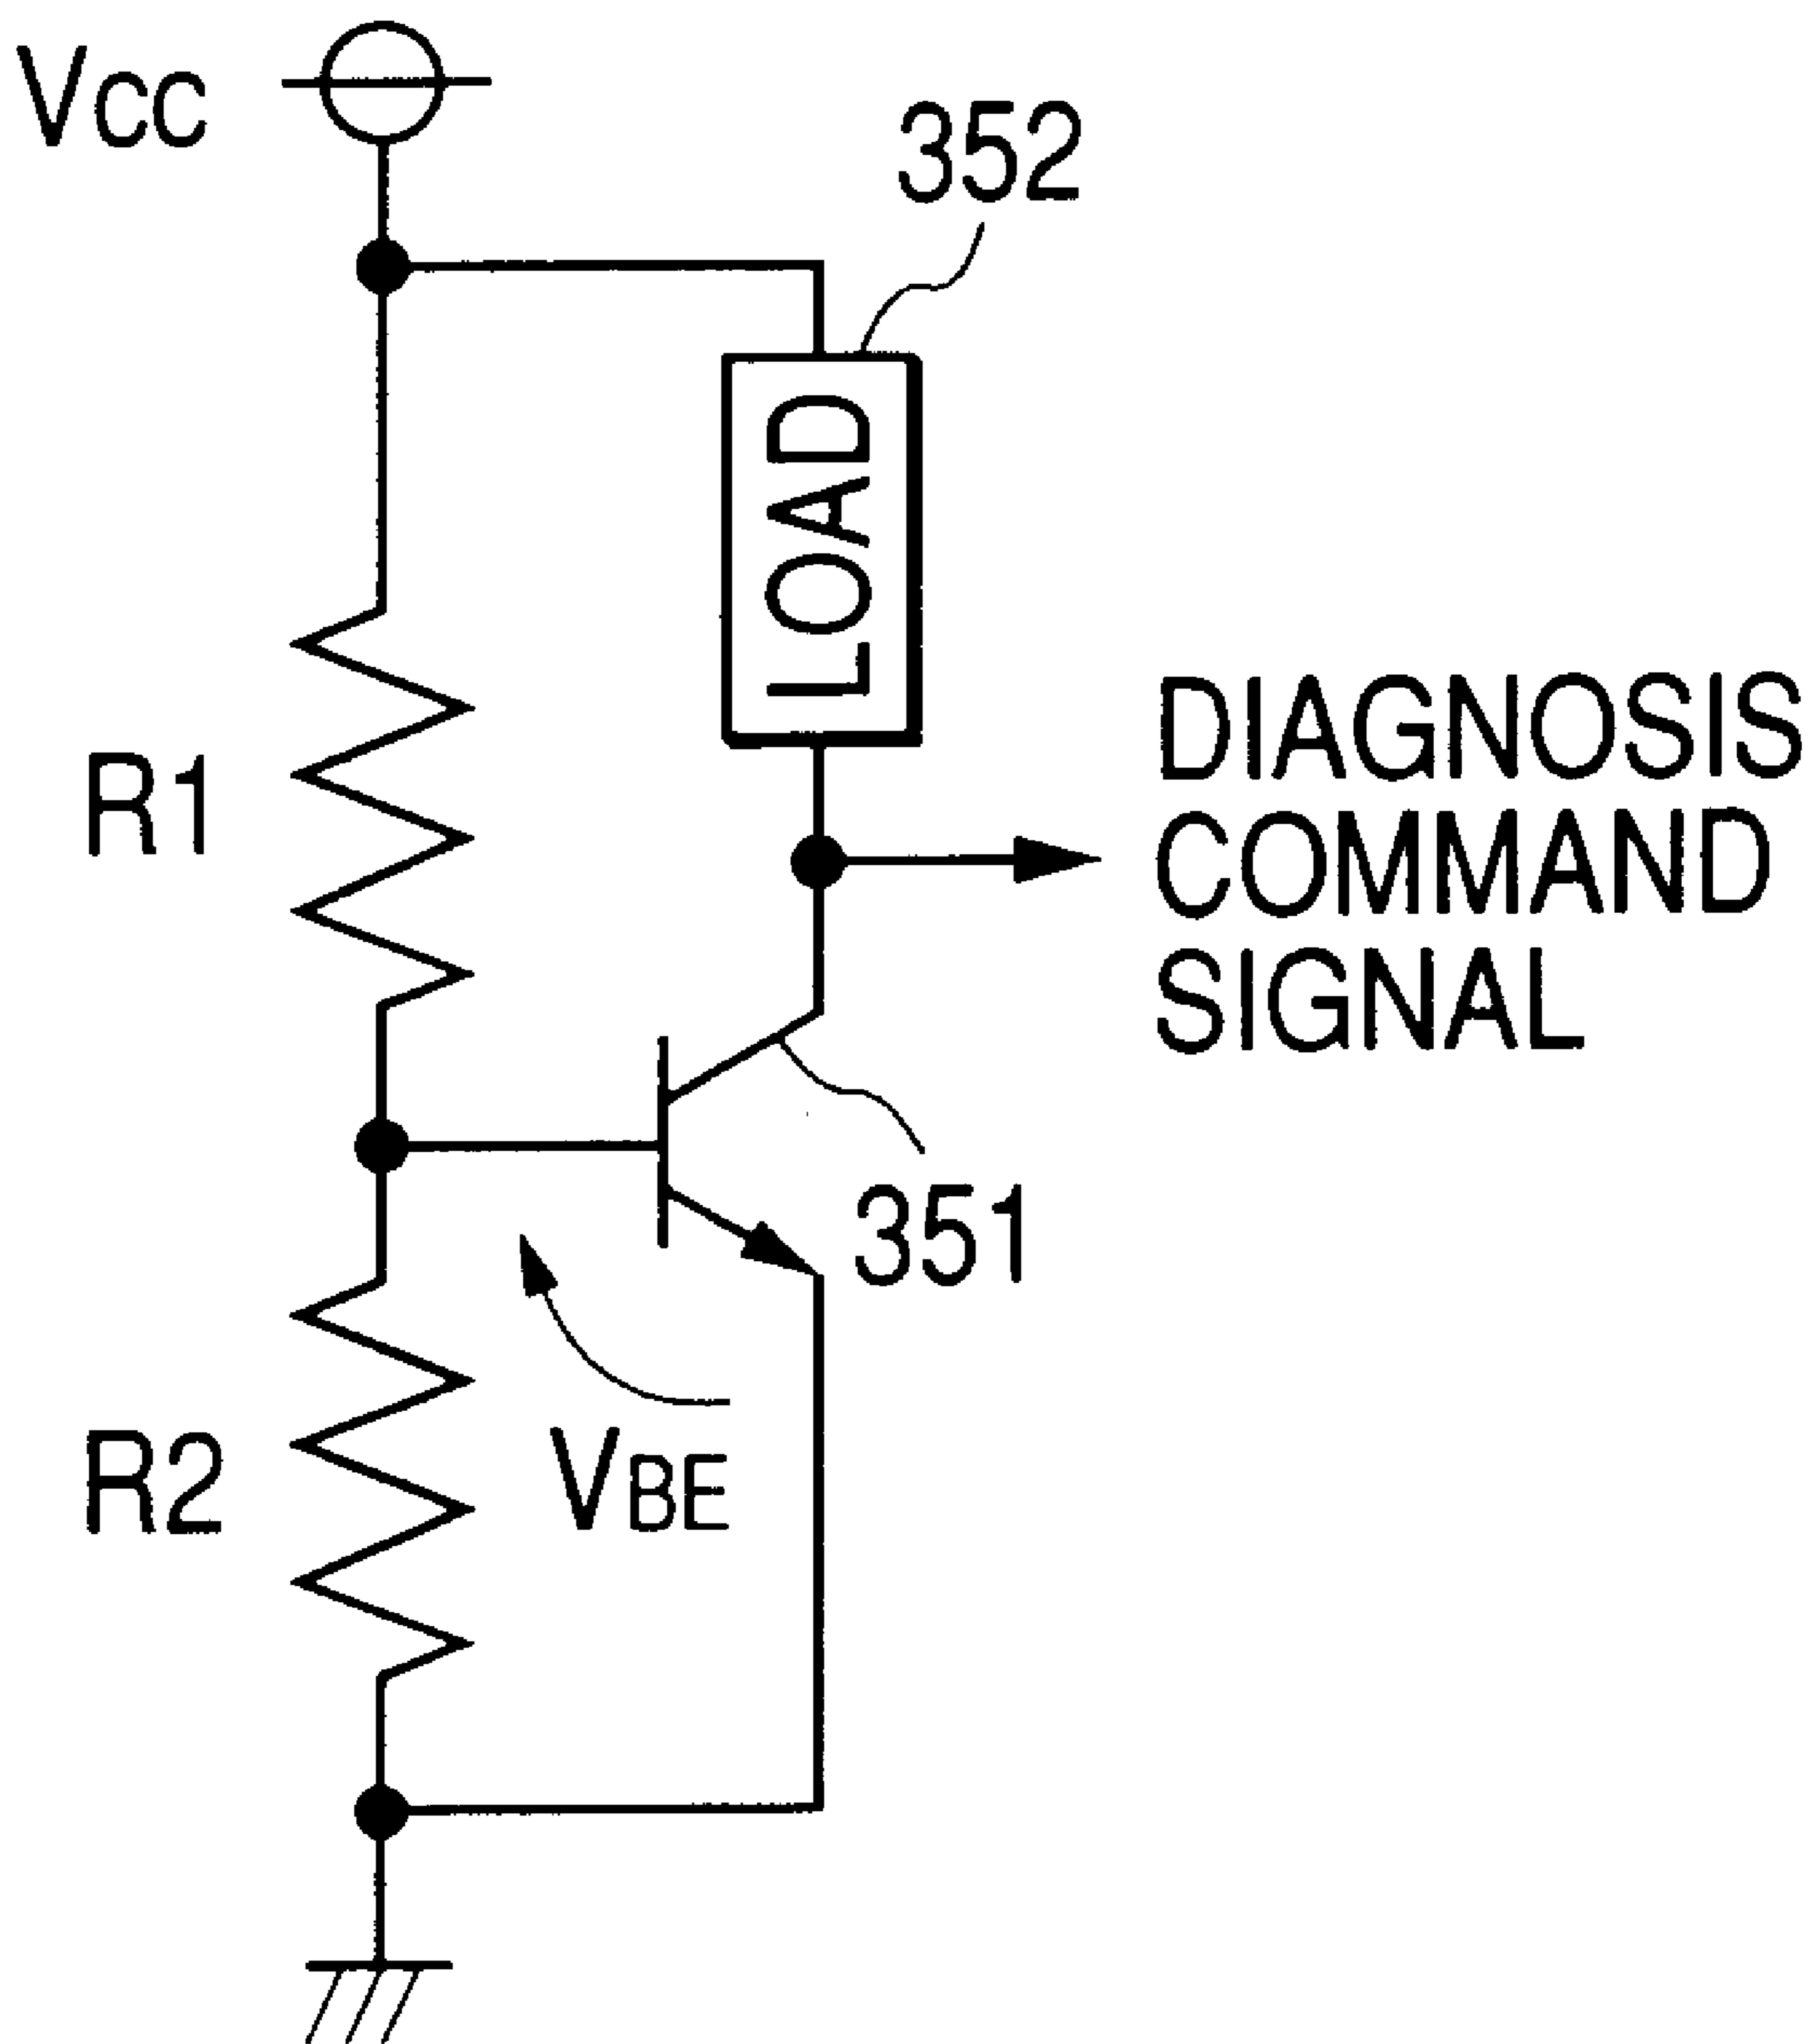 Vcc
352
LOAD
DIAGNOSIS
COMMAND
SIGNAL
R1
351
R2
VBE